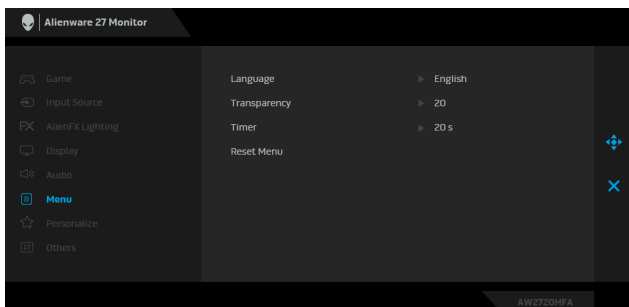 Alienware 27 Monitor
Game
Language English
Input Source
Transparency 20
AlienFX Lighting
Timer 20 s
Display
Reset Menu
Audio
Menu
Personalize
Others
AW2720HFA